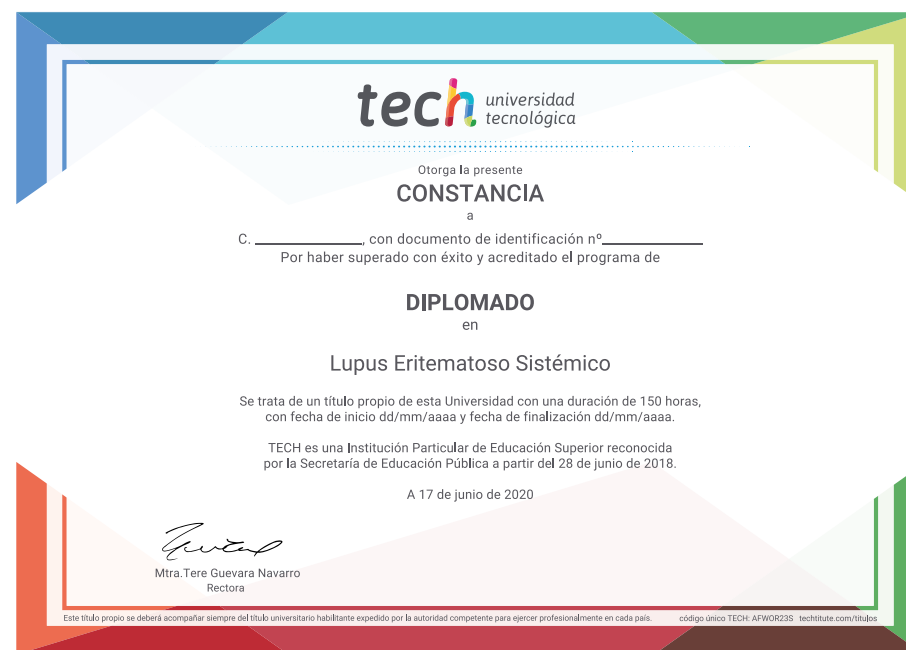 tech universidad
tecnológica
Otorga la presente
CONSTANCIA
a
C. ____________, con documento de identificación nº____________
Por haber superado con éxito y acreditado el programa de
DIPLOMADO
en
Lupus Eritematoso Sistémico
Se trata de un título propio de esta Universidad con una duración de 150 horas,
con fecha de inicio dd/mm/aaaa y fecha de finalización dd/mm/aaaa.
TECH es una Institución Particular de Educación Superior reconocida
por la Secretaría de Educación Pública a partir del 28 de junio de 2018.
A 17 de junio de 2020
Mtra.Tere Guevara Navarro
Rectora
Este título propio se deberá acompañar siempre del título universitario habilitante expedido por la autoridad competente para ejercer profesionalmente en cada país. código único TECH: AFWOR23S techtitute.com/títulos